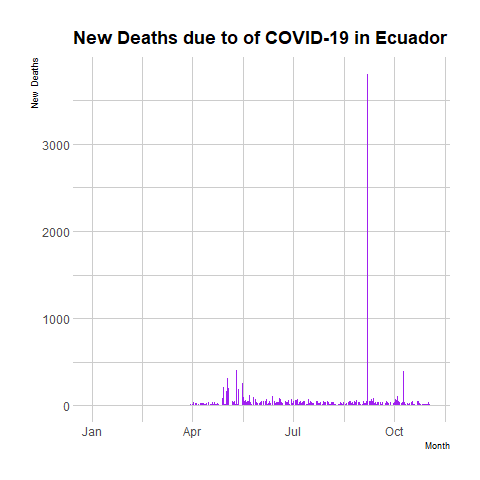 New Deaths due to of COVID-19 in Ecuador
New Deaths
3000
2000
1000
0
Jan Apr Jul Oct
Month